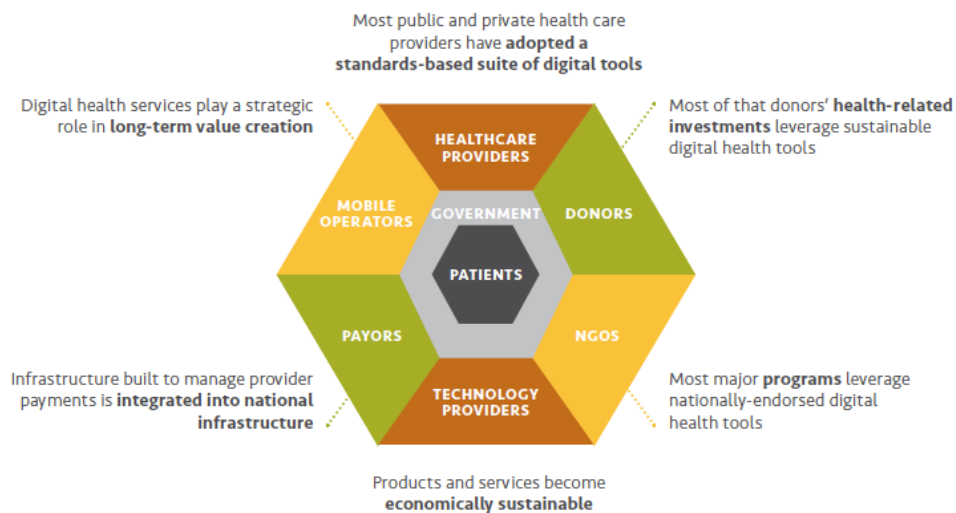 Most public and private health care
providers have adopted a
standards-based suite of digital tools
Digital health services play a strategic
role in long-term value creation
Most of that donors' health-related
investments leverage sustainable
digital health tools
HEALTHCARE
PROVIDERS
MOBILE
OPERATORS
GOVERNMENT
DONORS
PATIENTS
PAYORS
NGOS
TECHNOLOGY
PROVIDERS
Infrastructure built to manage provider
payments is integrated into national
infrastructure
Most major programs leverage
nationally-endorsed digital
health tools
Products and services become
economically sustainable